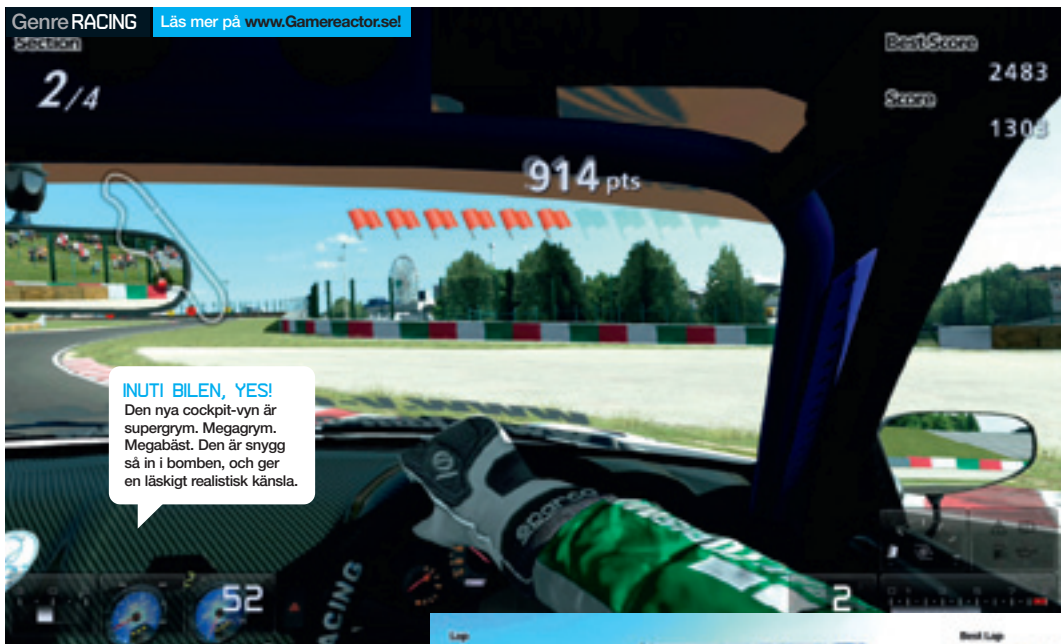 Genre RACING
Läs mer på www.Gamereactor.se!
Section
2/4
Best Score
2483
Score
914 pts
INUTI BILEN, YES!
Den nya cockpit-vyn är
supergrym. Megagrym.
Megabäst. Den är snygg
så in i bomben, och ger
en läskigt realistisk känsla.
sparco
52
RACING
2
Lap
Best Lap